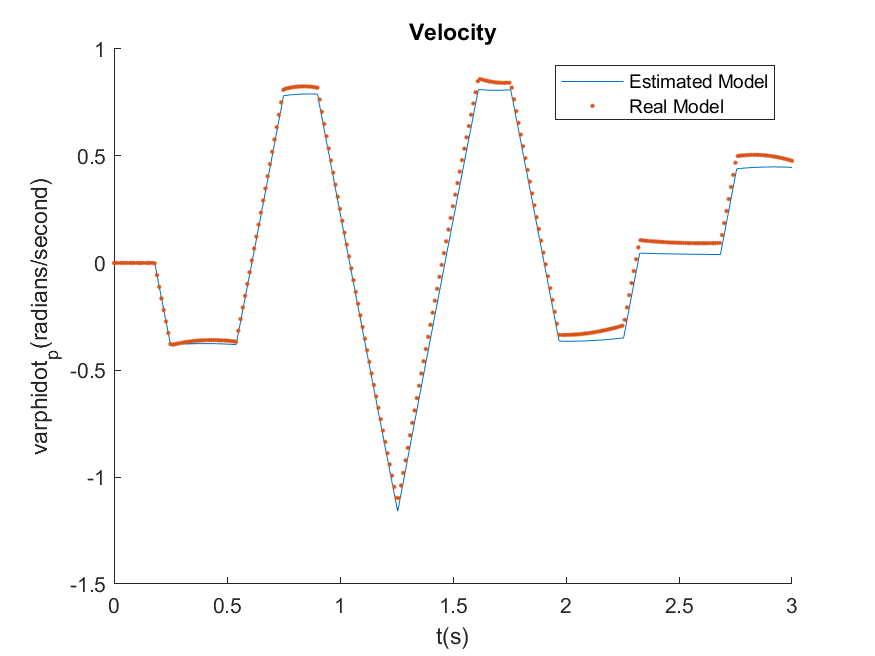 Velocity
Estimated Model
Real Model
varphidot_p(radians/second)
1
0.5
0
-0.5
-1
-1.5
0 0.5 1 1.5 2 2.5 3
t(s)